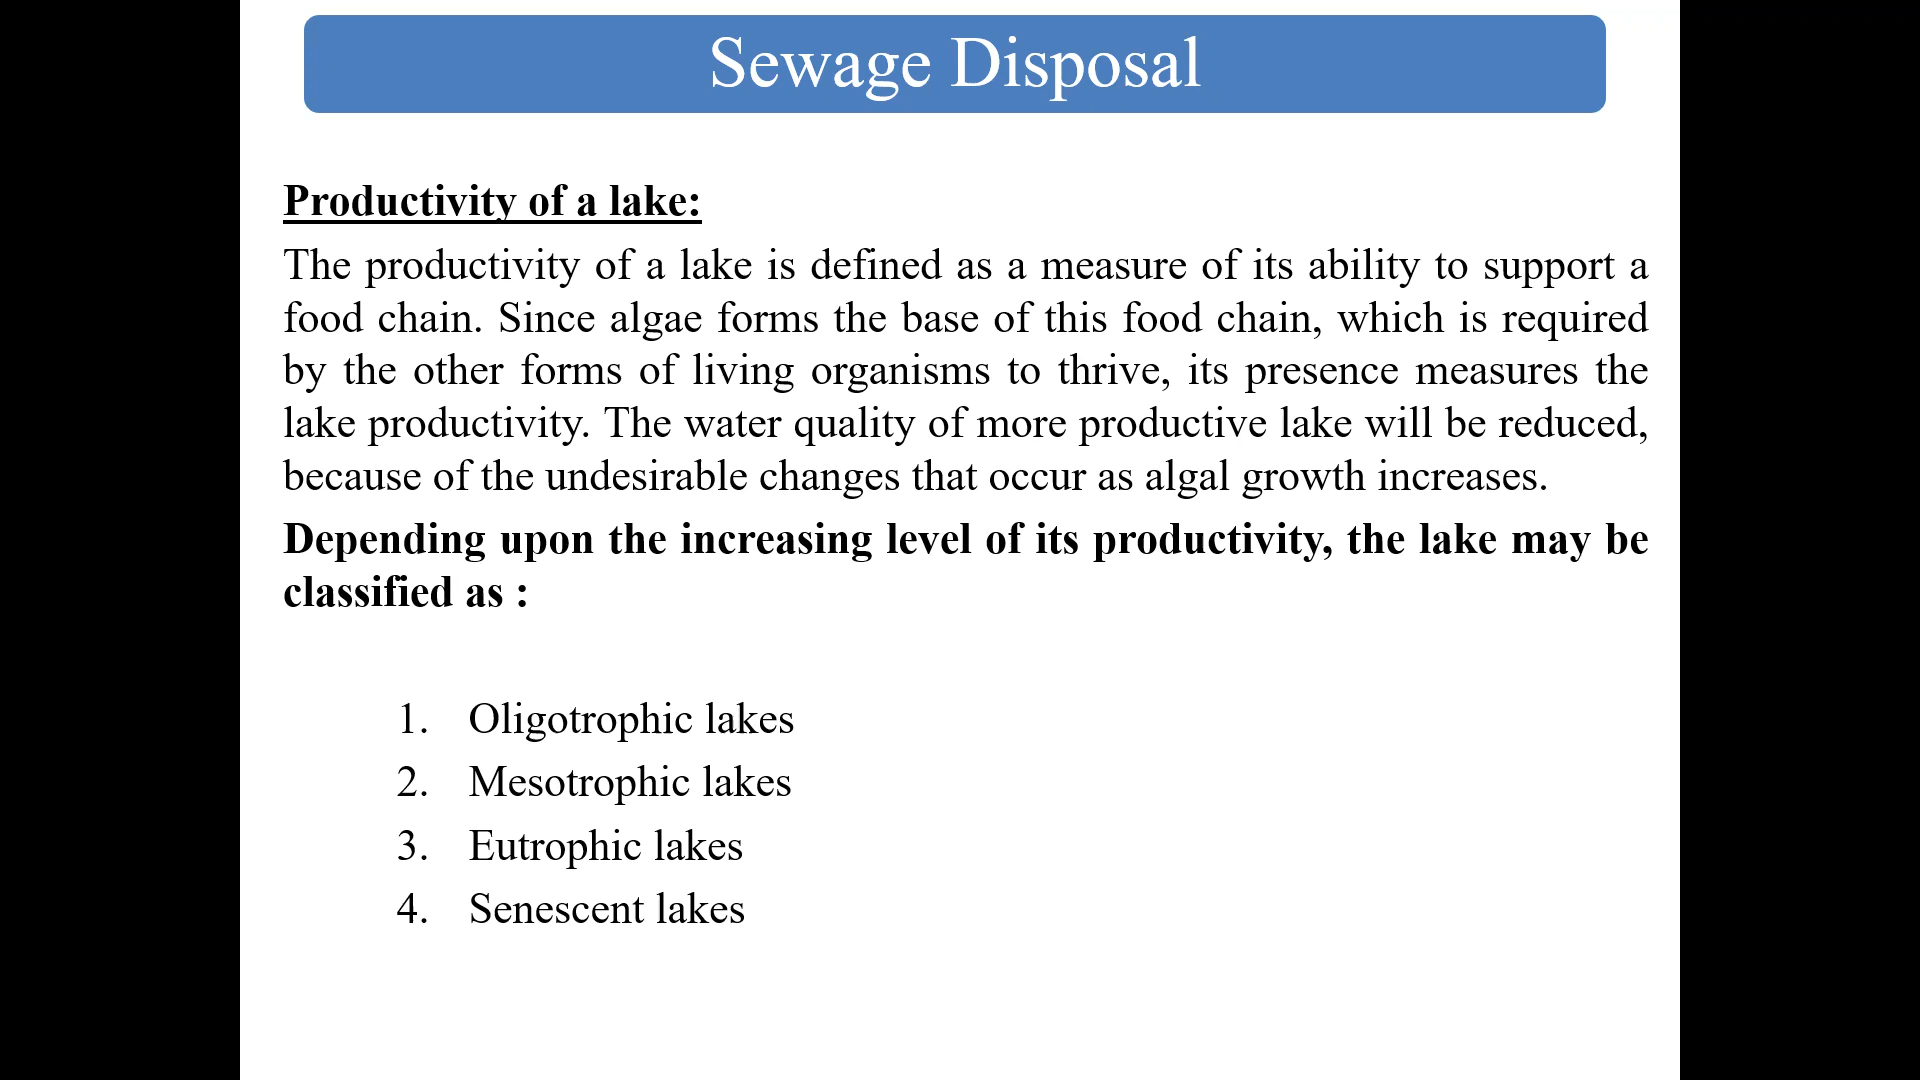 Sewage Disposal
Productivity of a lake:
The productivity of a lake is defined as a measure of its ability to support a
food chain. Since algae forms the base of this food chain, which is required
by the other forms of living organisms to thrive, its presence measures the
lake productivity. The water quality of more productive lake will be reduced,
because of the undesirable changes that occur as algal growth increases.
Depending upon the increasing level of its productivity, the lake may be
classified as :
1. Oligotrophic lakes
2. Mesotrophic lakes
3. Eutrophic lakes
4. Senescent lakes